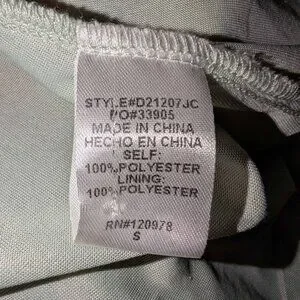 STYLE#D21207JC
PO#33905
MADE IN CHINA
HECHO EN CHINA
SELF:
100%POLYESTER
LINING:
100%POLYESTER
RN#120978
S